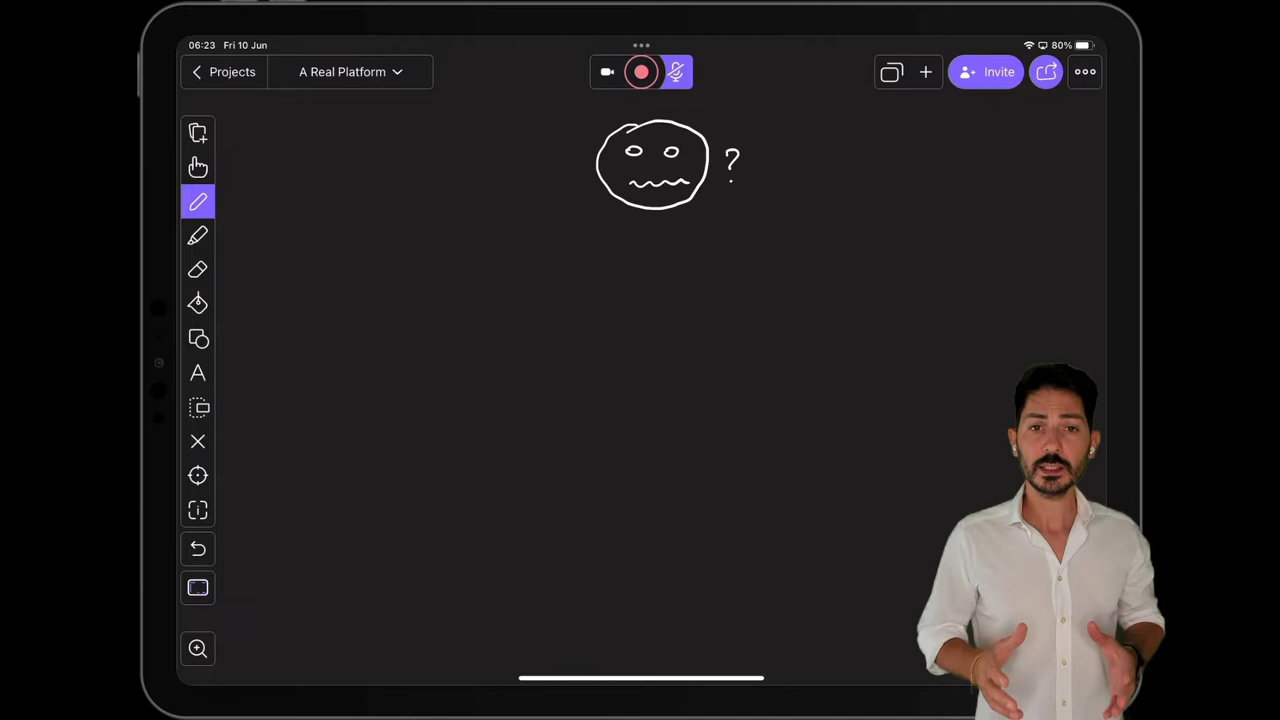 06:23 Fri 10 Jun
80%
Projects
A Real Platform
Invite
?